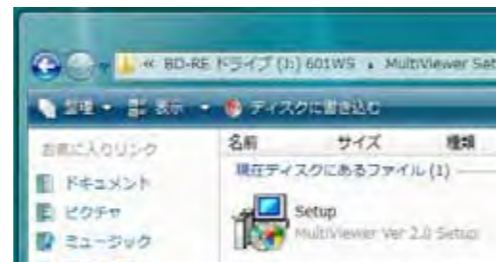 « BD-RE ドライブ (J:) 601WS ▸ MultiViewer Set
整理 表示 ディスクに書き込む
お気に入りリンク
ドキュメント
ピクチャ
ミュージック
名前 サイズ 種類
現在ディスクにあるファイル (1)
Setup
MultiViewer Ver 2.0 Setup